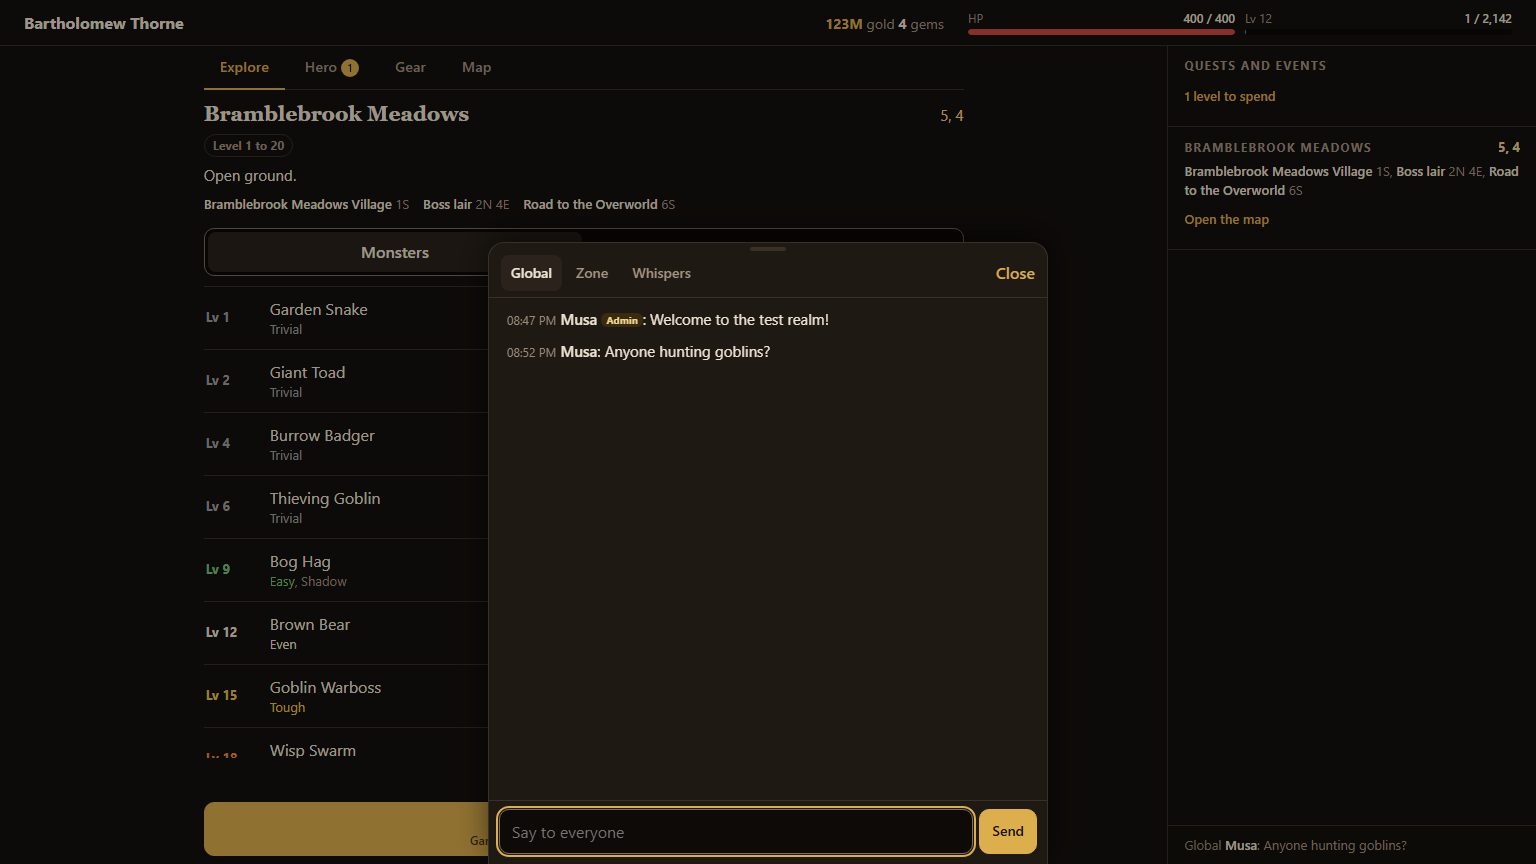 Bartholomew Thorne
123M gold 4 gems
HP 400 / 400
Lv 12 1 / 2,142
Explore Hero 1 Gear Map
Bramblebrook Meadows 5, 4
Level 1 to 20
Open ground.
Bramblebrook Meadows Village 1S Boss lair 2N 4E Road to the Overworld 6S
Monsters
Lv 1 Garden Snake
Trivial
Lv 2 Giant Toad
Trivial
Lv 4 Burrow Badger
Trivial
Lv 6 Thieving Goblin
Trivial
Lv 9 Bog Hag
Easy, Shadow
Lv 12 Brown Bear
Even
Lv 15 Goblin Warboss
Tough
Wisp Swarm
Global Zone Whispers Close
08:47 PM Musa Admin : Welcome to the test realm!
08:52 PM Musa: Anyone hunting goblins?
Say to everyone Send
QUESTS AND EVENTS
1 level to spend
BRAMBLEBROOK MEADOWS 5, 4
Bramblebrook Meadows Village 1S, Boss lair 2N 4E, Road
to the Overworld 6S
Open the map
Global Musa: Anyone hunting goblins?